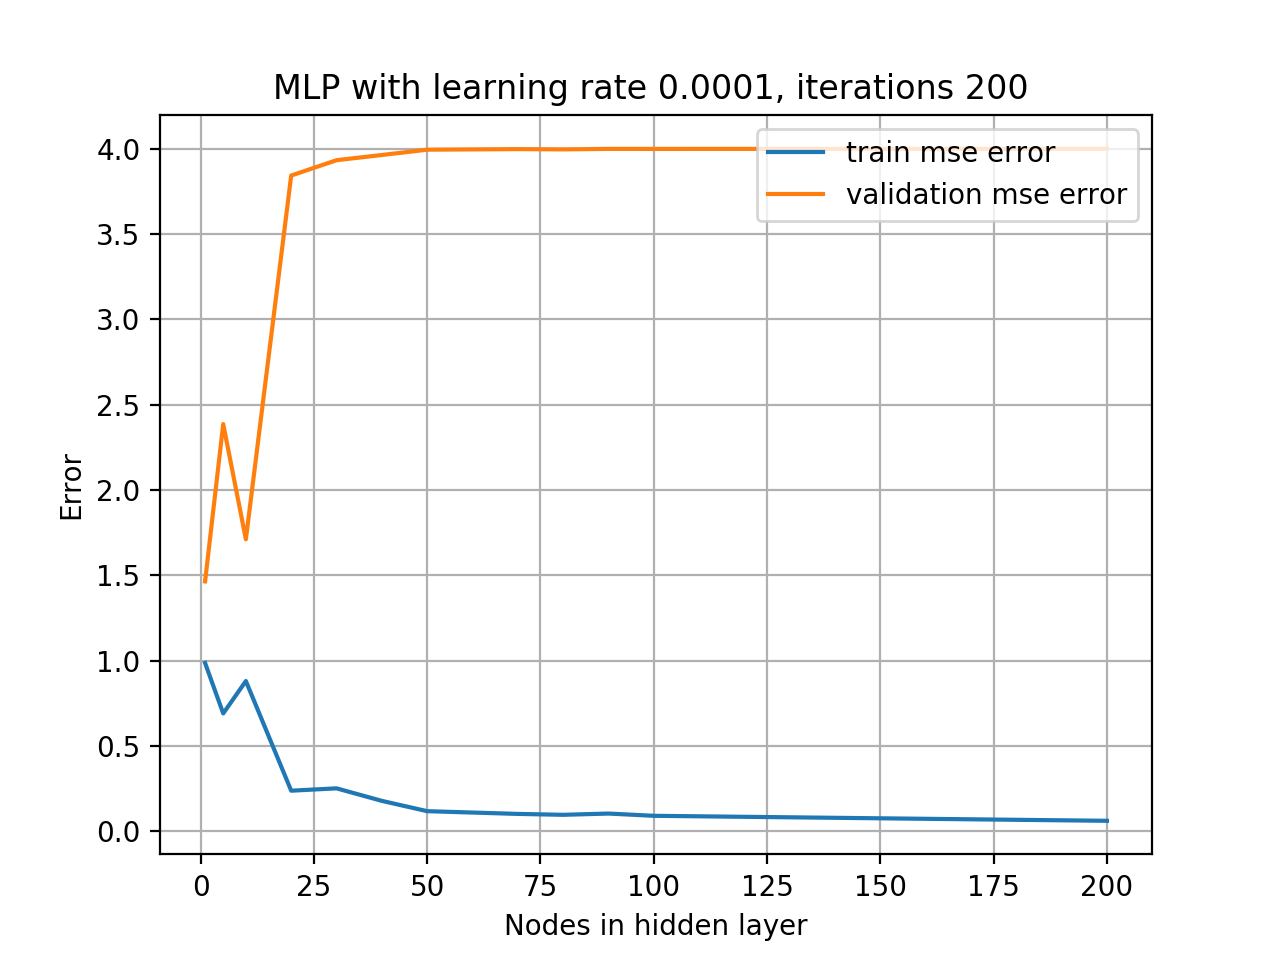 MLP with learning rate 0.0001, iterations 200
train mse error
validation mse error
4.0
3.5
3.0
2.5
2.0
1.5
1.0
0.5
0.0
Error
0 25 50 75 100 125 150 175 200
Nodes in hidden layer